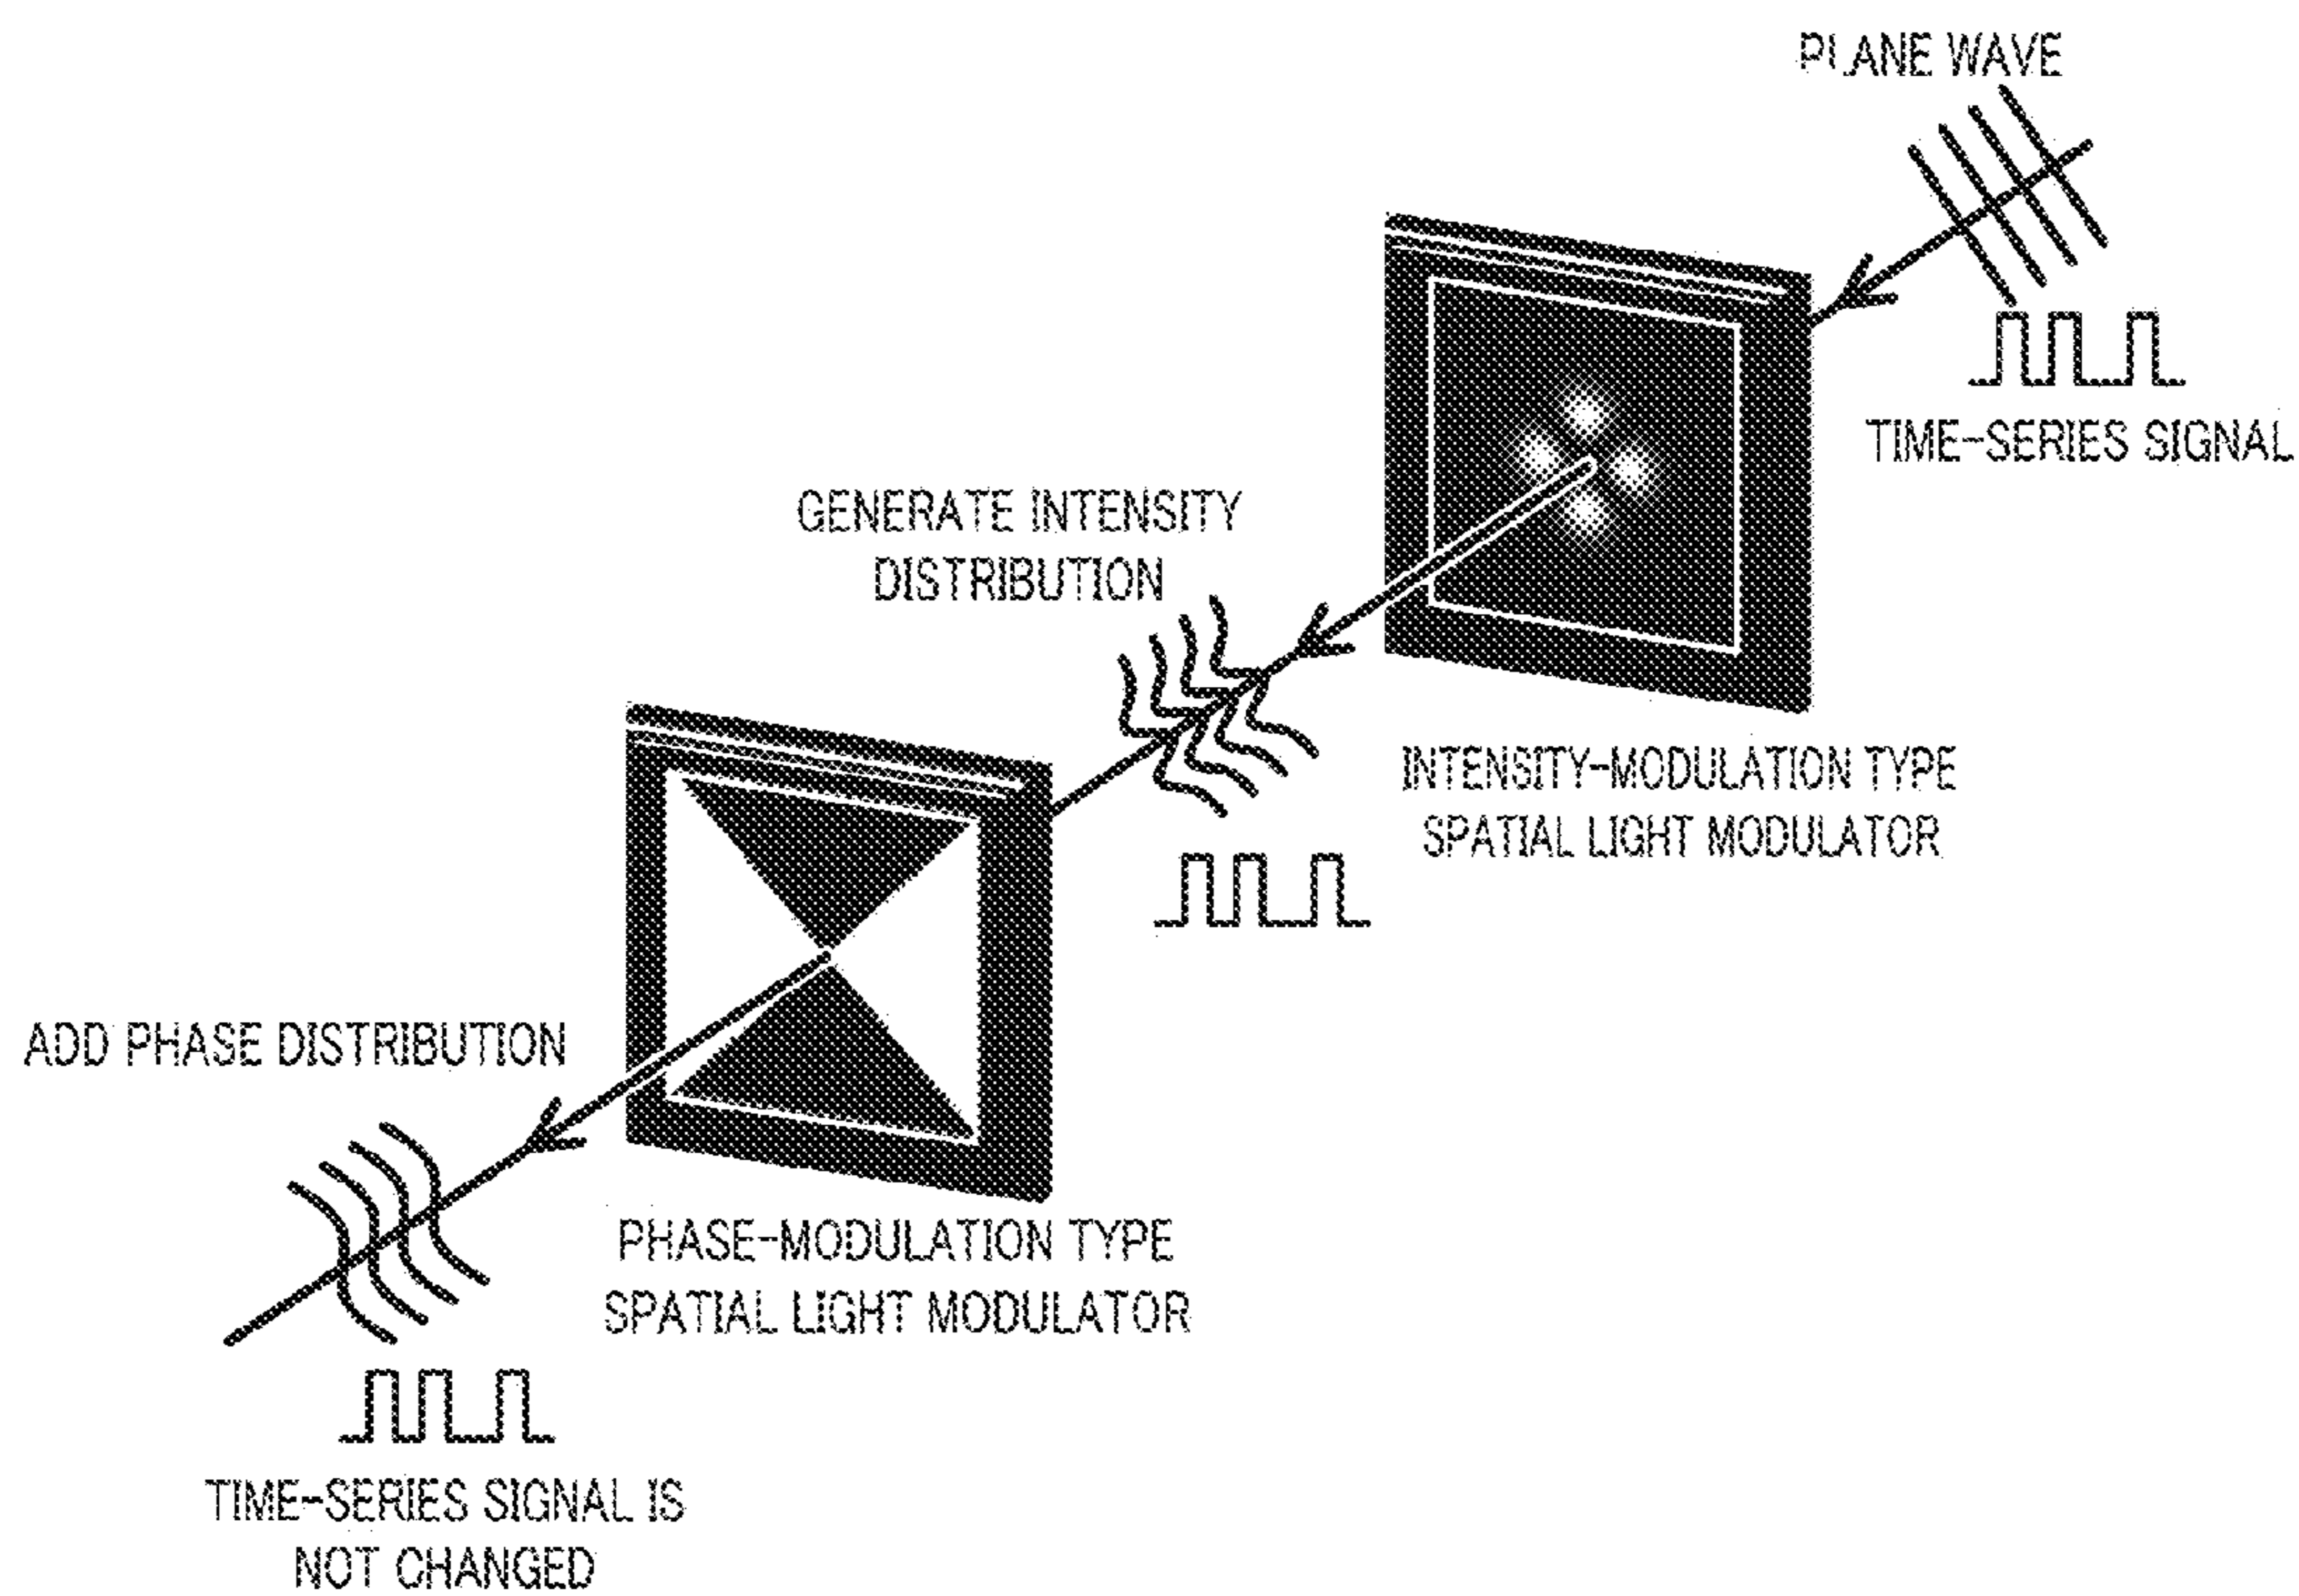 PLANE WAVE
TIME-SERIES SIGNAL
GENERATE INTENSITY
DISTRIBUTION
INTENSITY-MODULATION TYPE
SPATIAL LIGHT MODULATOR
ADD PHASE DISTRIBUTION
PHASE-MODULATION TYPE
SPATIAL LIGHT MODULATOR
TIME-SERIES SIGNAL IS
NOT CHANGED